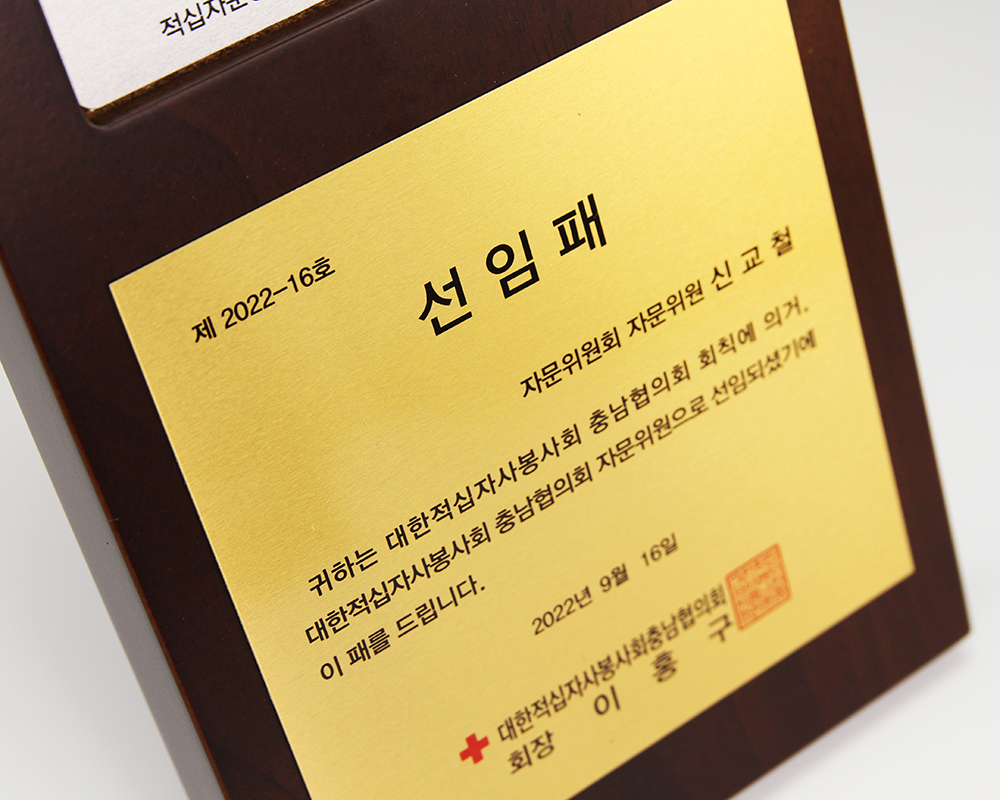 적십자
제 2022-16호
선임패
자문위원회 자문위원 신교철
귀하는 대한적십자사봉사회 충남협의회 회칙에 의거.
대한적십자사봉사회 충남협의회 자문위원으로 선임되셨기에
이 패를 드립니다.
2022년 9월 16일
대한적십자사봉사회충남협의회
회장 이 홍 구